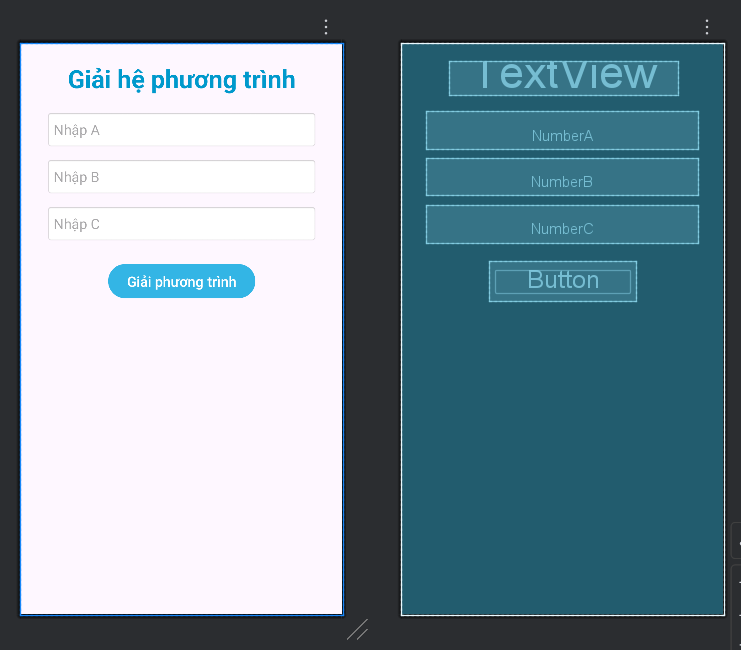 Giải hệ phương trình
Nhập A
Nhập B
Nhập C
Giải phương trình
TextView
NumberA
NumberB
NumberC
Button